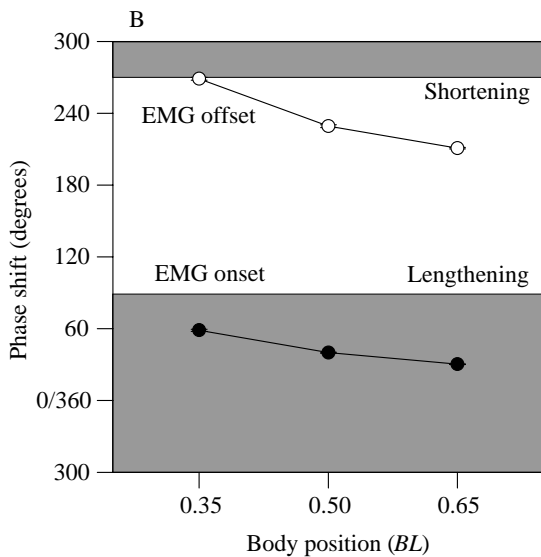 B
300
Shortening
240
EMG offset
180
120
EMG onset
Lengthening
60
0/360
300
0.35 0.50 0.65
Body position (BL)
Phase shift (degrees)